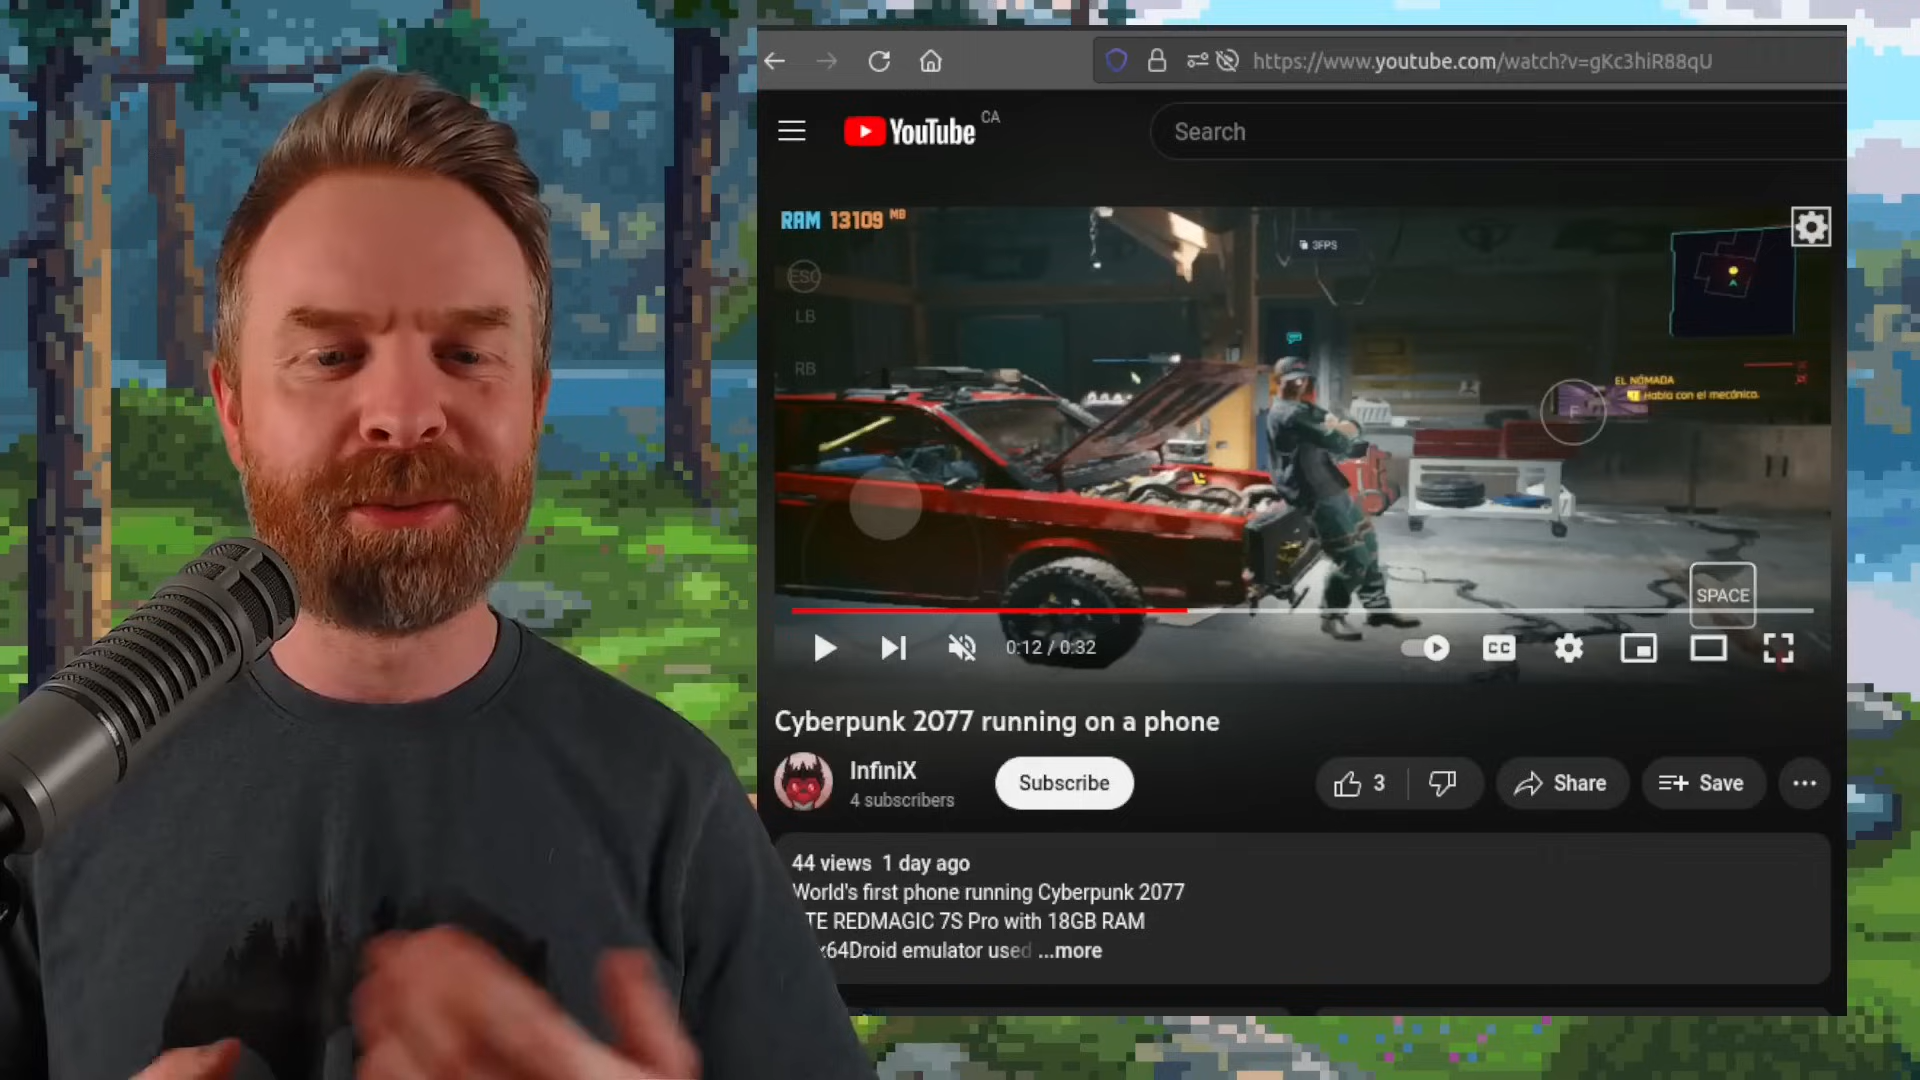 https://www.youtube.com/watch?v=gKc3hiR88qU
YouTube CA
Search
RAM 13109 MB
3FPS
ESC
LB
RB
EL NÓMADA
Habla con el mecánico.
F
SPACE
0:12 / 0:32
CC
Cyberpunk 2077 running on a phone
InfiniX
4 subscribers
Subscribe
3
Share
Save
44 views 1 day ago
World's first phone running Cyberpunk 2077
TE REDMAGIC 7S Pro with 18GB RAM
x64Droid emulator used ...more